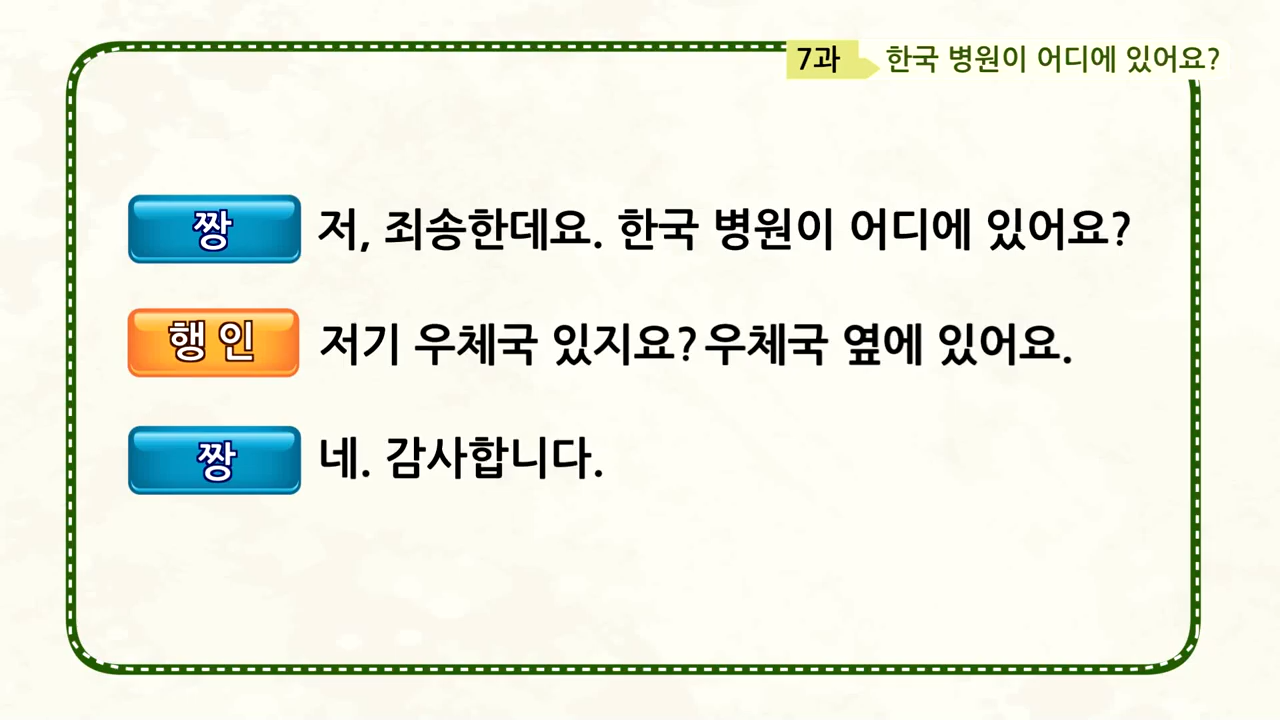 7과 한국 병원이 어디에 있어요?
짱 저, 죄송한데요. 한국 병원이 어디에 있어요?
행 인 저기 우체국 있지요? 우체국 옆에 있어요.
짱 네. 감사합니다.